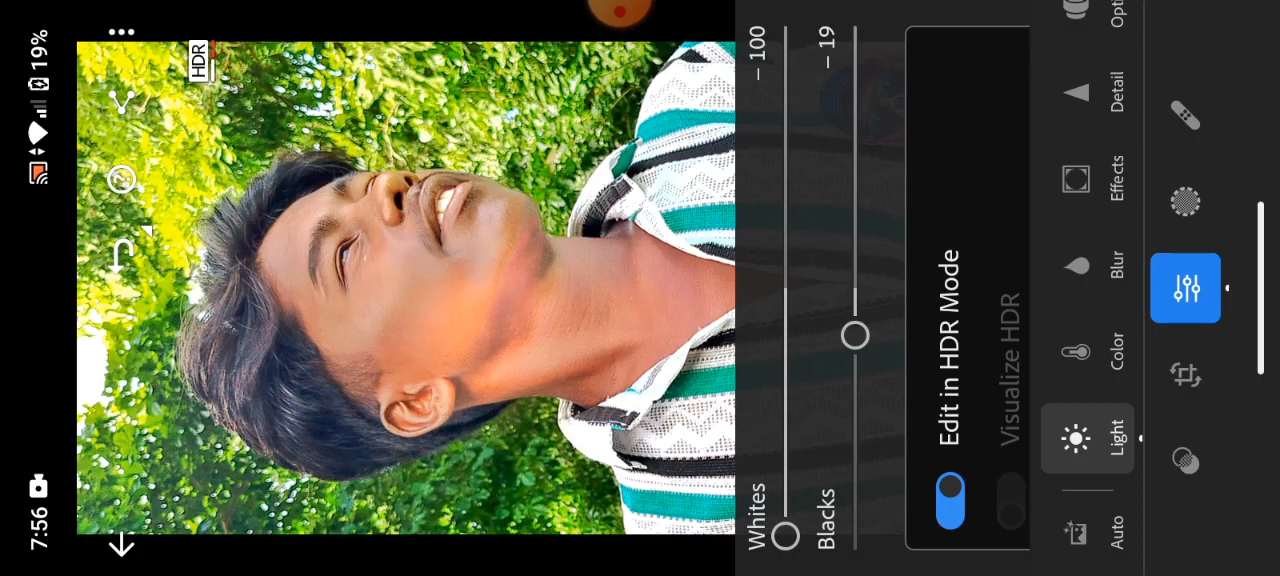 7:56
19%
HDR
Whites
– 100
Blacks
– 19
Edit in HDR Mode
Visualize HDR
Auto
Light
Color
Blur
Effects
Detail
Opti